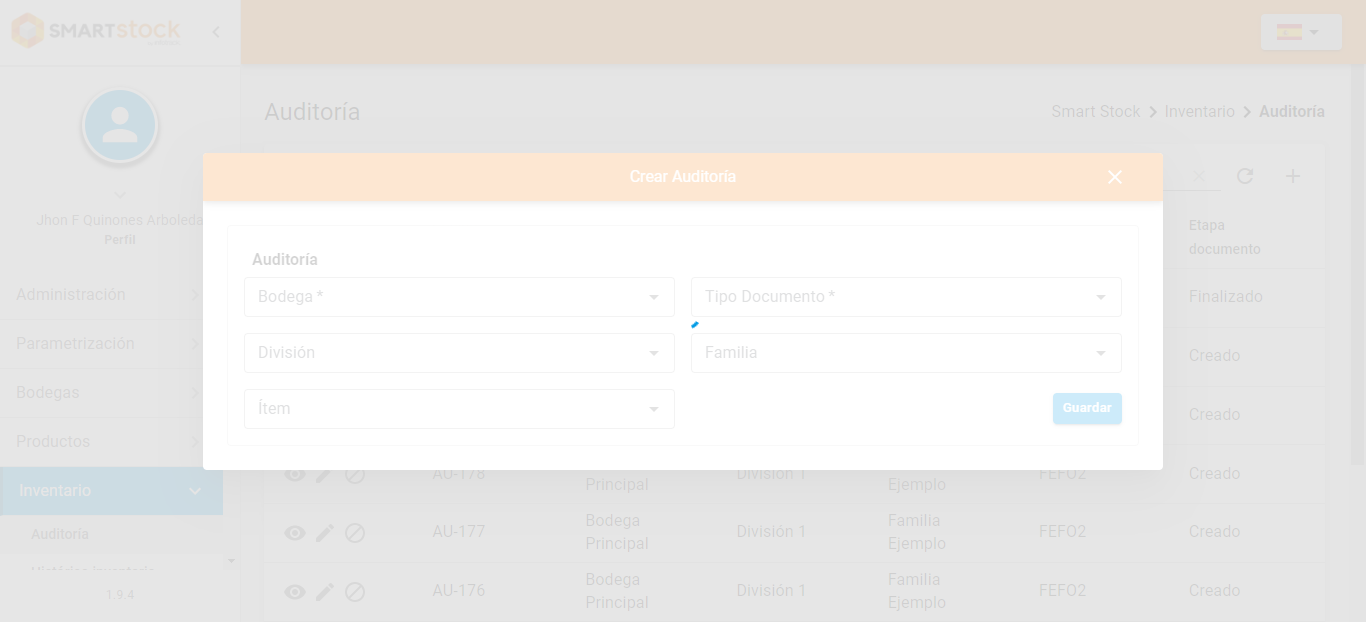 SMARTstock
Auditoría
Smart Stock > Inventario > Auditoría
Crear Auditoría
Jhon F Quinones Arboleda
Perfil
Etapa
documento
Auditoría
Administración
Bodega *
Tipo Documento *
Finalizado
Parametrización
División
Familia
Creado
Bodegas
Ítem
Guardar
Creado
Productos
Inventario
AU-178
Principal
División 1
Ejemplo
FEFO2
Creado
Auditoría
AU-177
Bodega
Principal
División 1
Familia
Ejemplo
FEFO2
Creado
Histórico inventario
1.9.4
AU-176
Bodega
Principal
División 1
Familia
Ejemplo
FEFO2
Creado